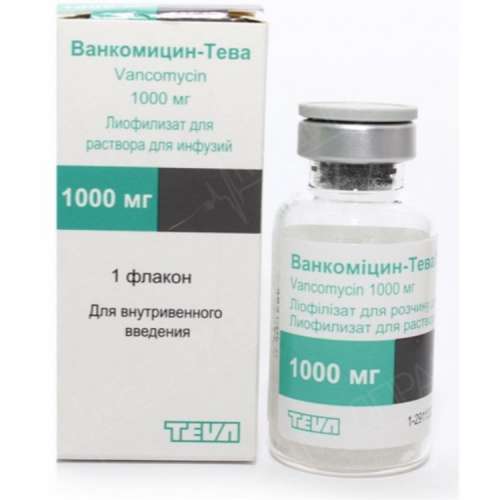 Ванкомицин-Тева
Vancomycin
1000 мг
Лиофилизат для
раствора для инфузий
1000 мг
1 флакон
Для внутривенного
введения
TEVA
Ванкоміцин-Тева
Vancomycin 1000 мг
Ліофілізат для розчину
Лиофилизат для
1000 мг
TEVA